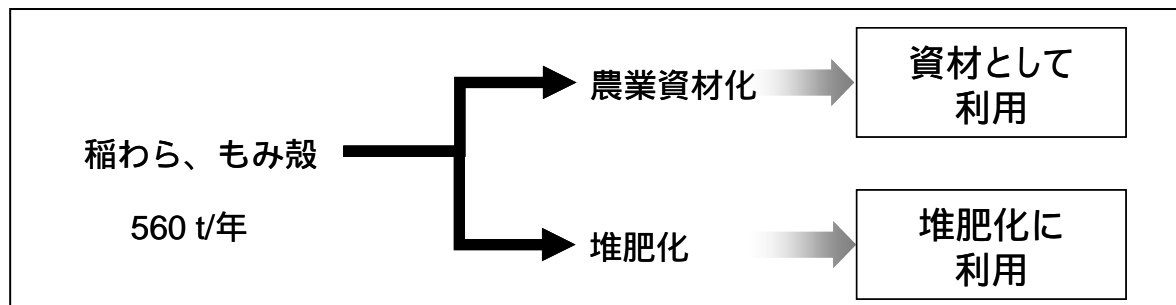 稲わら、もみ殻
560 t/年
農業資材化
資材として
利用
堆肥化
堆肥化に
利用